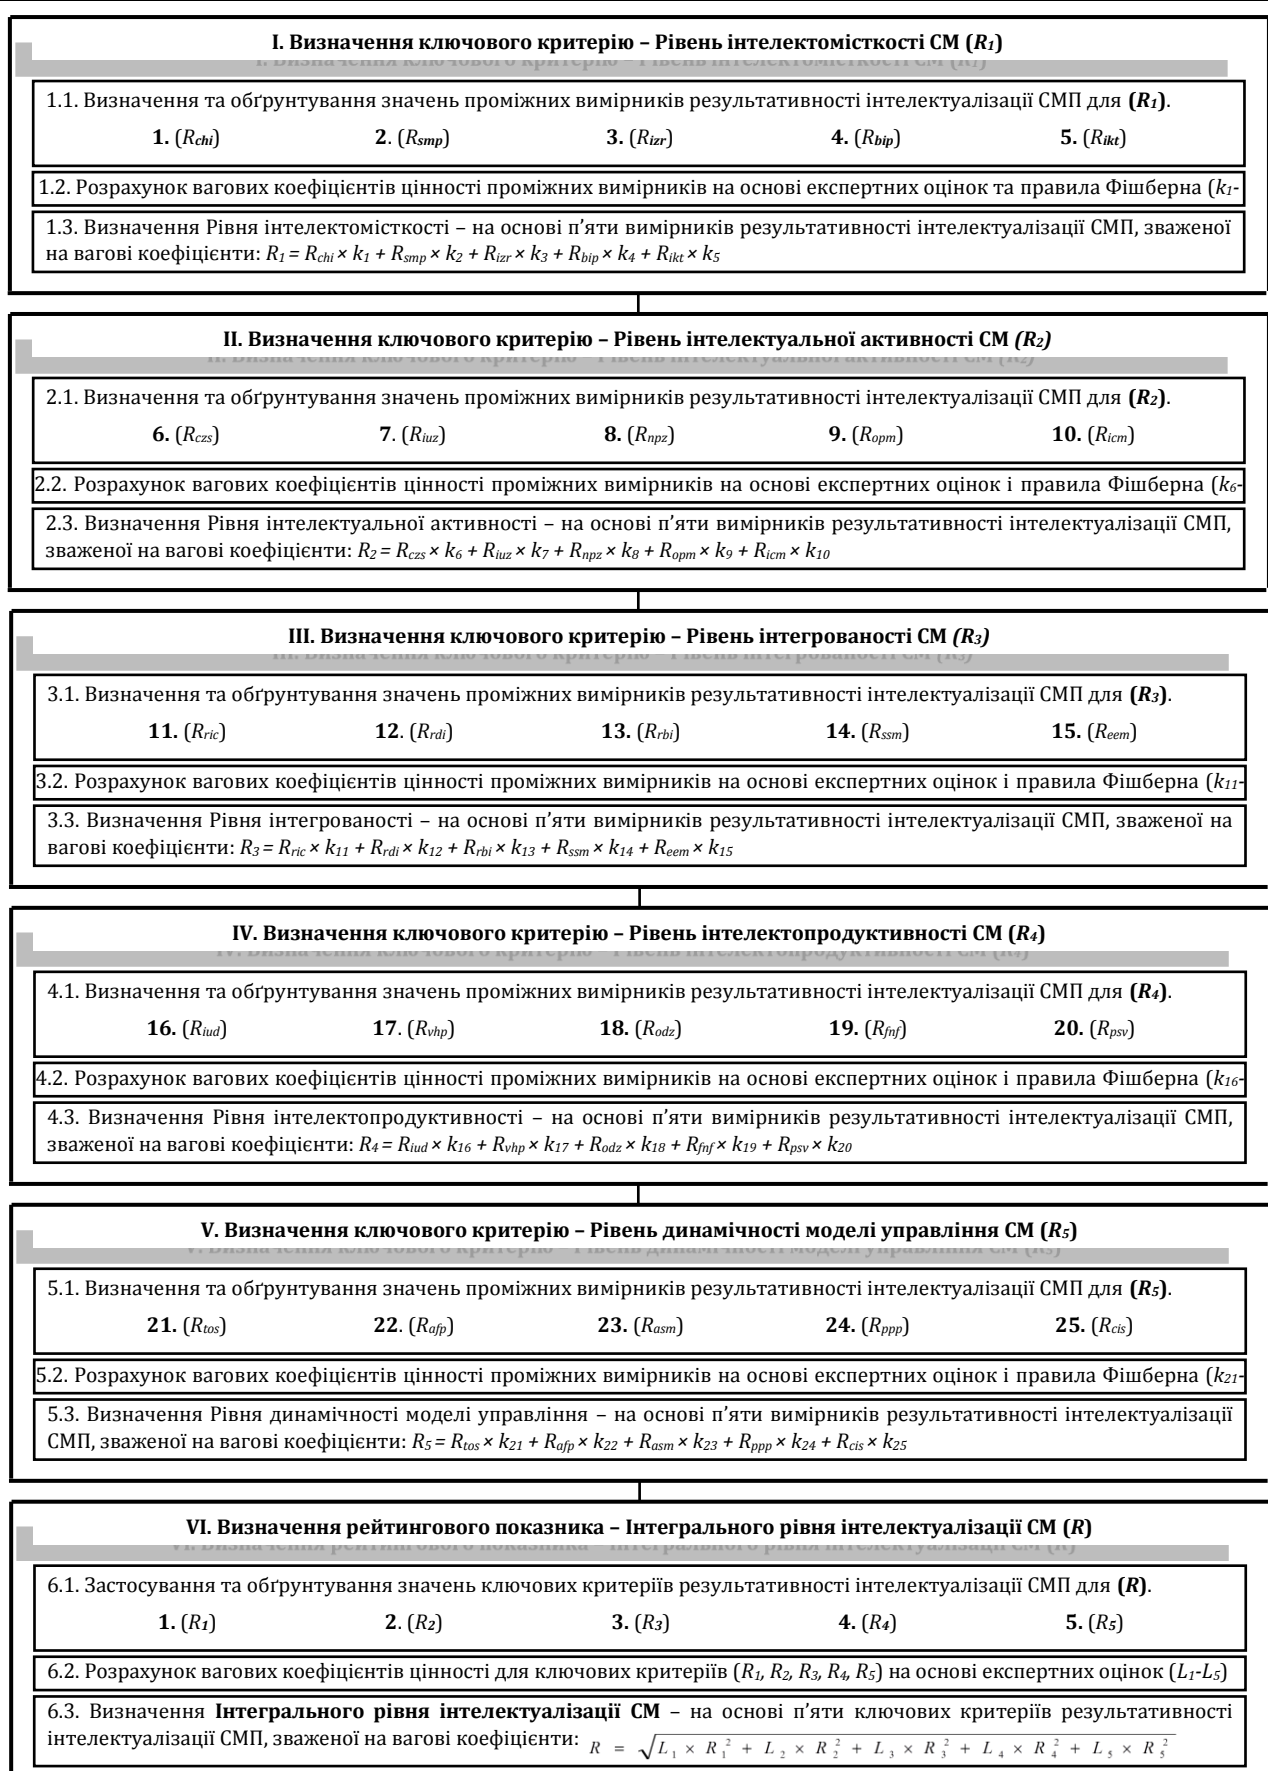 I. Визначення ключового критерію – Рівень інтелектомісткості СМ (R1)
1.1. Визначення та обґрунтування значень проміжних вимірників результативності інтелектуалізації СМП для (R1).
1. (Rchi) 2. (Rsmp) 3. (Rizr) 4. (Rbip) 5. (Rikt)
1.2. Розрахунок вагових коефіцієнтів цінності проміжних вимірників на основі експертних оцінок та правила Фішберна (k1-
1.3. Визначення Рівня інтелектомісткості – на основі п’яти вимірників результативності інтелектуалізації СМП, зваженої
на вагові коефіцієнти: R1 = Rchi × k1 + Rsmp × k2 + Rizr × k3 + Rbip × k4 + Rikt × k5
II. Визначення ключового критерію – Рівень інтелектуальної активності СМ (R2)
2.1. Визначення та обґрунтування значень проміжних вимірників результативності інтелектуалізації СМП для (R2).
6. (Rczs) 7. (Riuz) 8. (Rnpz) 9. (Ropm) 10. (Ricm)
2.2. Розрахунок вагових коефіцієнтів цінності проміжних вимірників на основі експертних оцінок і правила Фішберна (k6-
2.3. Визначення Рівня інтелектуальної активності – на основі п’яти вимірників результативності інтелектуалізації СМП,
зваженої на вагові коефіцієнти: R2 = Rczs × k6 + Riuz × k7 + Rnpz × k8 + Ropm × k9 + Ricm × k10
III. Визначення ключового критерію – Рівень інтегрованості СМ (R3)
3.1. Визначення та обґрунтування значень проміжних вимірників результативності інтелектуалізації СМП для (R3).
11. (Rric) 12. (Rrdi) 13. (Rrbi) 14. (Rssm) 15. (Reem)
3.2. Розрахунок вагових коефіцієнтів цінності проміжних вимірників на основі експертних оцінок і правила Фішберна (k11-
3.3. Визначення Рівня інтегрованості – на основі п’яти вимірників результативності інтелектуалізації СМП, зваженої на
вагові коефіцієнти: R3 = Rric × k11 + Rrdi × k12 + Rrbi × k13 + Rssm × k14 + Reem × k15
IV. Визначення ключового критерію – Рівень інтелектопродуктивності СМ (R4)
4.1. Визначення та обґрунтування значень проміжних вимірників результативності інтелектуалізації СМП для (R4).
16. (Riud) 17. (Rvhp) 18. (Rodz) 19. (Rfnf) 20. (Rpsv)
4.2. Розрахунок вагових коефіцієнтів цінності проміжних вимірників на основі експертних оцінок і правила Фішберна (k16-
4.3. Визначення Рівня інтелектопродуктивності – на основі п’яти вимірників результативності інтелектуалізації СМП,
зваженої на вагові коефіцієнти: R4 = Riud × k16 + Rvhp × k17 + Rodz × k18 + Rfnf × k19 + Rpsv × k20
V. Визначення ключового критерію – Рівень динамічності моделі управління СМ (R5)
5.1. Визначення та обґрунтування значень проміжних вимірників результативності інтелектуалізації СМП для (R5).
21. (Rtos) 22. (Rafp) 23. (Rasm) 24. (Rppp) 25. (Rcis)
5.2. Розрахунок вагових коефіцієнтів цінності проміжних вимірників на основі експертних оцінок і правила Фішберна (k21-
5.3. Визначення Рівня динамічності моделі управління – на основі п’яти вимірників результативності інтелектуалізації
СМП, зваженої на вагові коефіцієнти: R5 = Rtos × k21 + Rafp × k22 + Rasm × k23 + Rppp × k24 + Rcis × k25
VI. Визначення рейтингового показника – Інтегрального рівня інтелектуалізації СМ (R)
6.1. Застосування та обґрунтування значень ключових критеріїв результативності інтелектуалізації СМП для (R).
1. (R1) 2. (R2) 3. (R3) 4. (R4) 5. (R5)
6.2. Розрахунок вагових коефіцієнтів цінності для ключових критеріїв (R1, R2, R3, R4, R5) на основі експертних оцінок (L1-L5)
6.3. Визначення Інтегрального рівня інтелектуалізації СМ – на основі п’яти ключових критеріїв результативності
інтелектуалізації СМП, зваженої на вагові коефіцієнти: R = √L1 × R1² + L2 × R2² + L3 × R3² + L4 × R4² + L5 × R5²